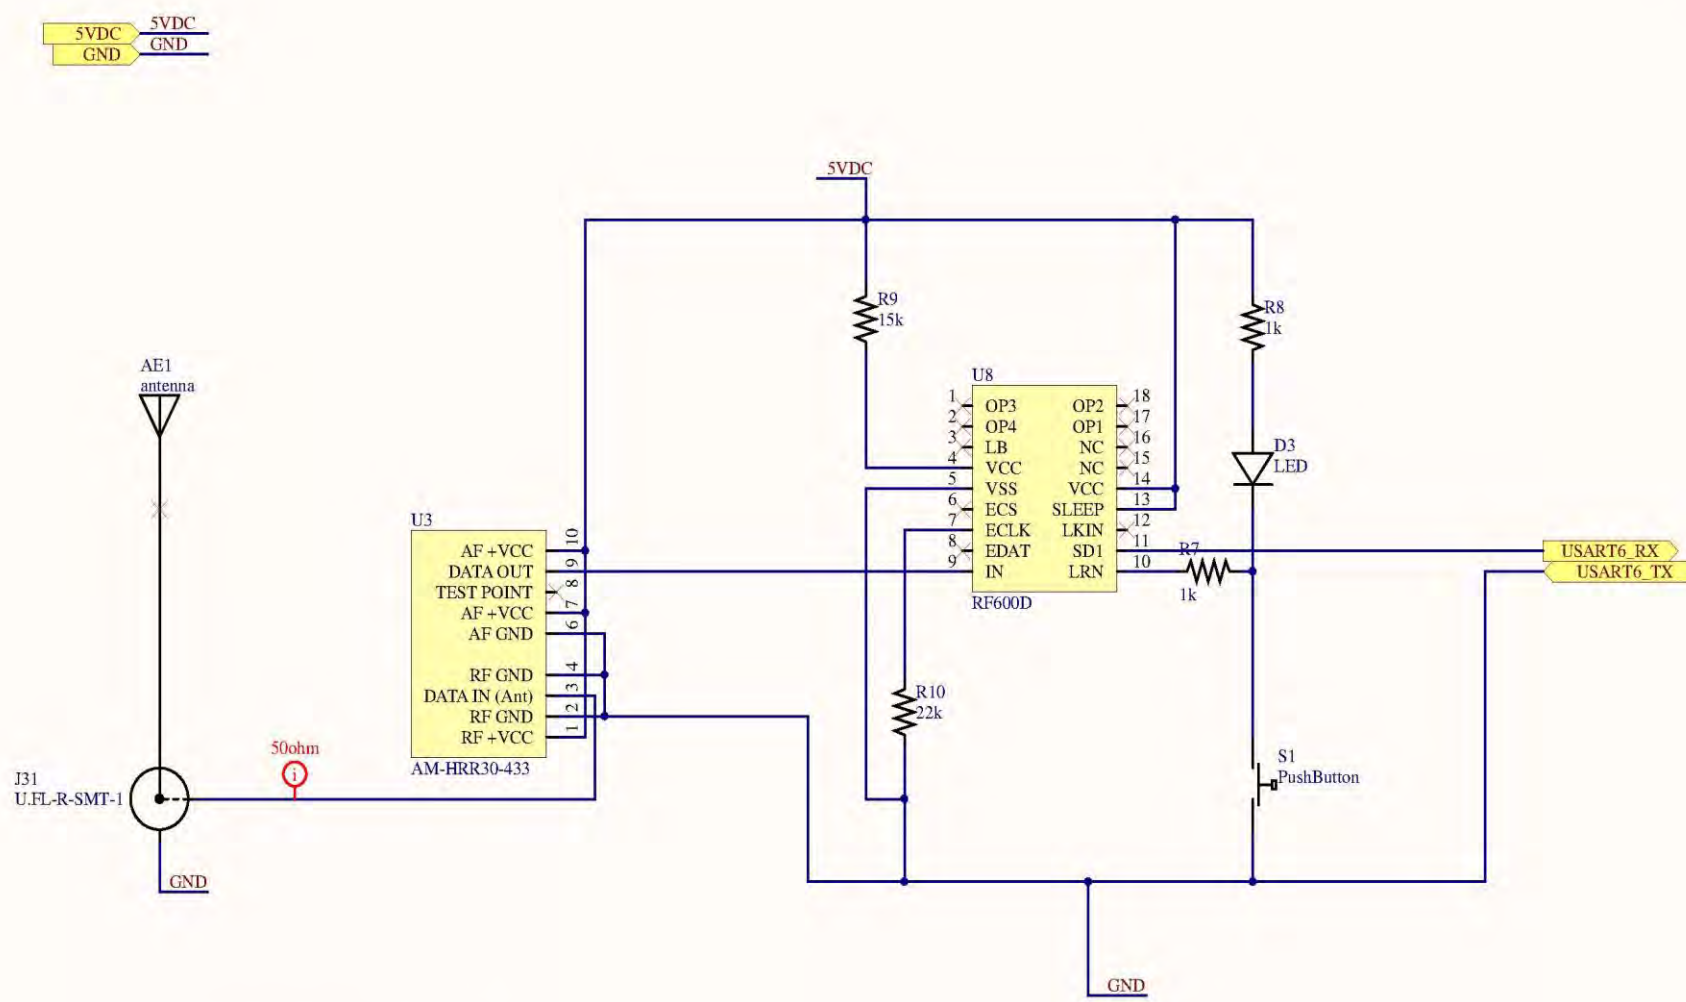 5VDC 5VDC
GND GND
5VDC
R9
15k
R8
1k
AE1
antenna
U8
1 OP3 OP2 18
2 OP4 OP1 17
3 LB NC 16
4 VCC NC 15
5 VSS VCC 14
6 ECS SLEEP 13
7 ECLK LKIN 12
8 EDAT SD1 11
9 IN LRN 10
RF600D
D3
LED
R7
1k
USART6_RX
USART6_TX
U3
AF +VCC 10
DATA OUT 9
TEST POINT 8
AF +VCC 7
AF GND 6
RF GND 4
DATA IN (Ant) 3
RF GND 2
RF +VCC 1
AM-HRR30-433
R10
22k
50ohm
i
J31
U.FL-R-SMT-1
S1
PushButton
GND
GND